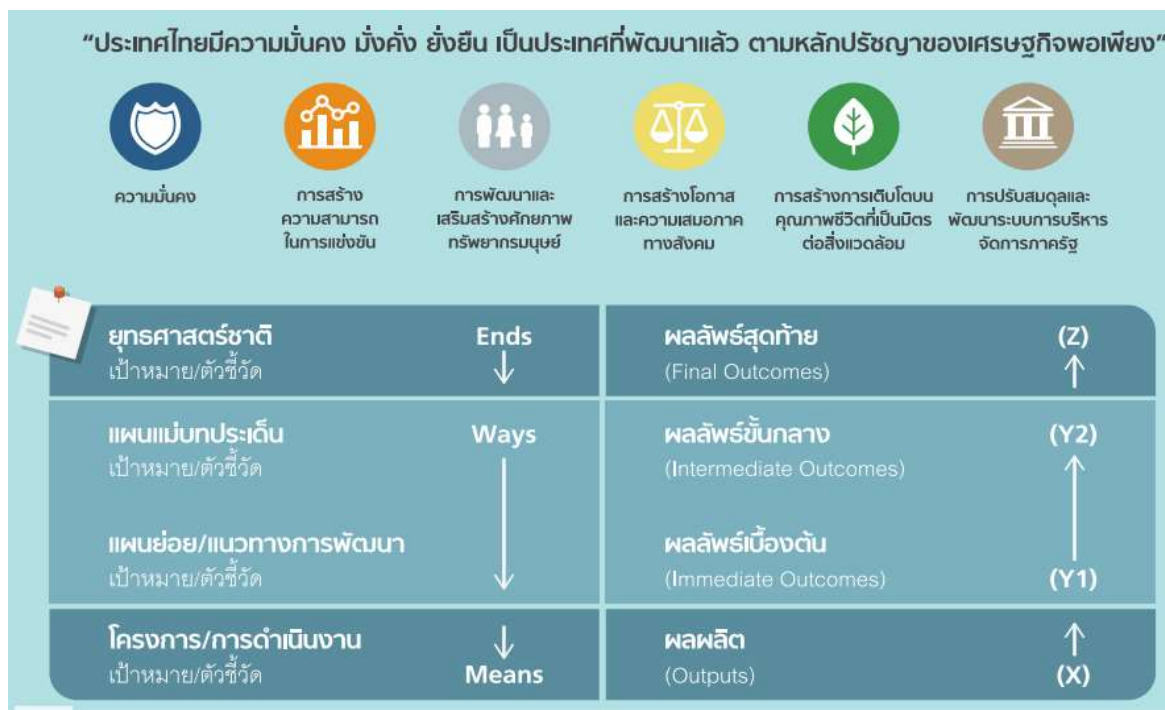 “ประเทศไทยมีความมั่นคง มั่งคั่ง ยั่งยืน เป็นประเทศที่พัฒนาแล้ว ตามหลักปรัชญาของเศรษฐกิจพอเพียง”
ความมั่นคง
การสร้าง
ความสามารถ
ในการแข่งขัน
การพัฒนาและ
เสริมสร้างศักยภาพ
ทรัพยากรมนุษย์
การสร้างโอกาส
และความเสมอภาค
ทางสังคม
การสร้างการเติบโตบน
คุณภาพชีวิตที่เป็นมิตร
ต่อสิ่งแวดล้อม
การปรับสมดุลและ
พัฒนาระบบการบริหาร
จัดการภาครัฐ
ยุทธศาสตร์ชาติ Ends
เป้าหมาย/ตัวชี้วัด
ผลลัพธ์สุดท้าย (Z)
(Final Outcomes)
แผนแม่บทประเด็น Ways
เป้าหมาย/ตัวชี้วัด
ผลลัพธ์ขั้นกลาง (Y2)
(Intermediate Outcomes)
แผนย่อย/แนวทางการพัฒนา
เป้าหมาย/ตัวชี้วัด
ผลลัพธ์เบื้องต้น
(Immediate Outcomes) (Y1)
โครงการ/การดำเนินงาน
เป้าหมาย/ตัวชี้วัด Means
ผลผลิต
(Outputs) (X)